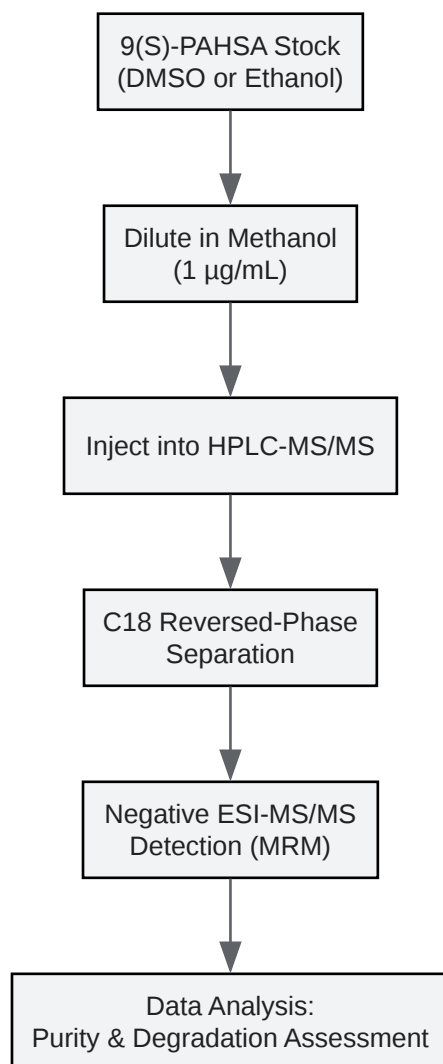 9(S)-PAHSA Stock
(DMSO or Ethanol)
Dilute in Methanol
(1 µg/mL)
Inject into HPLC-MS/MS
C18 Reversed-Phase
Separation
Negative ESI-MS/MS
Detection (MRM)
Data Analysis:
Purity & Degradation Assessment